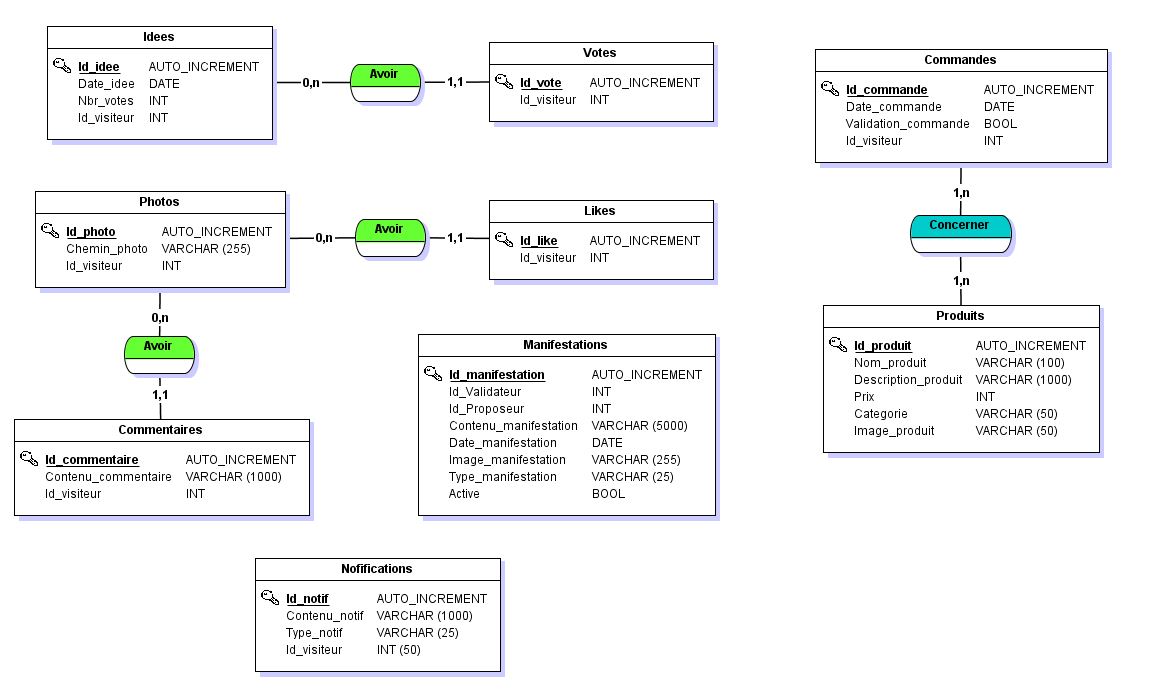 Idees
Id_idee AUTO_INCREMENT
Date_idee DATE
Nbr_votes INT
Id_visiteur INT
0,n
Avoir
1,1
Votes
Id_vote AUTO_INCREMENT
Id_visiteur INT
Commandes
Id_commande AUTO_INCREMENT
Date_commande DATE
Validation_commande BOOL
Id_visiteur INT
1,n
Concerner
1,n
Produits
Id_produit AUTO_INCREMENT
Nom_produit VARCHAR (100)
Description_produit VARCHAR (1000)
Prix INT
Categorie VARCHAR (50)
Image_produit VARCHAR (50)
Photos
Id_photo AUTO_INCREMENT
Chemin_photo VARCHAR (255)
Id_visiteur INT
0,n
Avoir
1,1
Likes
Id_like AUTO_INCREMENT
Id_visiteur INT
0,n
Avoir
1,1
Commentaires
Id_commentaire AUTO_INCREMENT
Contenu_commentaire VARCHAR (1000)
Id_visiteur INT
Manifestations
Id_manifestation AUTO_INCREMENT
Id_Validateur INT
Id_Proposeur INT
Contenu_manifestation VARCHAR (5000)
Date_manifestation DATE
Image_manifestation VARCHAR (255)
Type_manifestation VARCHAR (25)
Active BOOL
Nofifications
Id_notif AUTO_INCREMENT
Contenu_notif VARCHAR (1000)
Type_notif VARCHAR (25)
Id_visiteur INT (50)